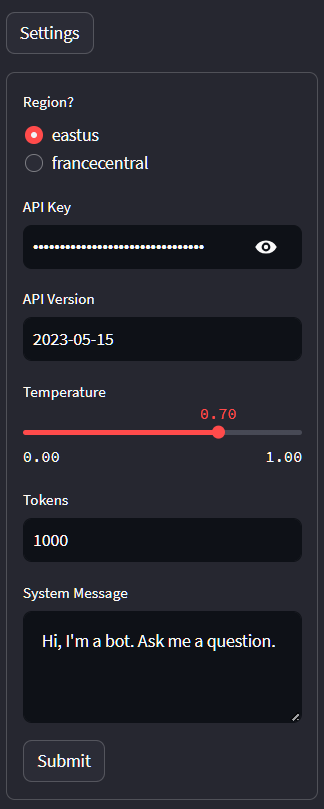 Settings
Region?
eastus
francecentral
API Key
••••••••••••••••••••••••••••••••
API Version
2023-05-15
Temperature
0.70
0.00 1.00
Tokens
1000
System Message
Hi, I'm a bot. Ask me a question.
Submit